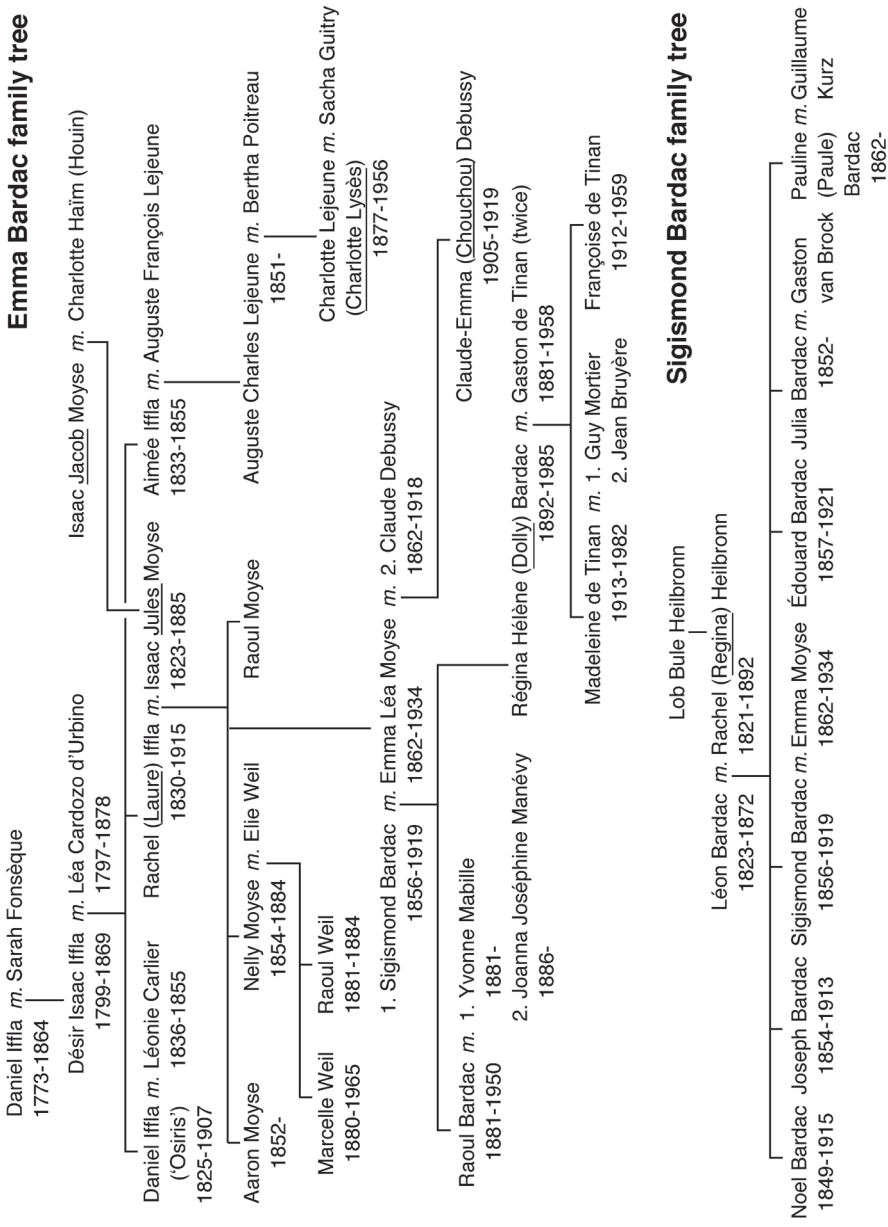 Emma Bardac family tree
Daniel Iffla m. Sarah Fonsèque
1773-1864
Désir Isaac Iffla m. Léa Cardozo d'Urbino
1799-1869 1797-1878
Isaac Jacob Moyse m. Charlotte Haïm (Houin)
Daniel Iffla m. Léonie Carlier
('Osiris') 1836-1855
1825-1907
Rachel (Laure) Iffla m. Isaac Jules Moyse
1830-1915 1823-1885
Aimée Iffla m. Auguste François Lejeune
1833-1855
Aaron Moyse
1852-
Nelly Moyse m. Elie Weil
1854-1884
Raoul Moyse
Auguste Charles Lejeune m. Bertha Poitreau
1851-
Marcelle Weil
1880-1965
Raoul Weil
1881-1884
Charlotte Lejeune m. Sacha Guitry
(Charlotte Lysès)
1877-1956
1. Sigismond Bardac m. Emma Léa Moyse m. 2. Claude Debussy
1856-1919 1862-1934 1862-1918
Raoul Bardac m. 1. Yvonne Mabille
1881-1950 1881-
2. Joanna Joséphine Manévy
1886-
Régina Hélène (Dolly) Bardac m. Gaston de Tinan (twice)
1892-1985 1881-1958
Claude-Emma (Chouchou) Debussy
1905-1919
Madeleine de Tinan m. 1. Guy Mortier
1913-1982 2. Jean Bruyère
Françoise de Tinan
1912-1959
Sigismond Bardac family tree
Lob Bule Heilbronn
Léon Bardac m. Rachel (Regina) Heilbronn
1823-1872 1821-1892
Noel Bardac
1849-1915
Joseph Bardac
1854-1913
Sigismond Bardac m. Emma Moyse
1856-1919 1862-1934
Édouard Bardac
1857-1921
Julia Bardac m. Gaston
1852- van Brock
Pauline m. Guillaume
(Paule) Kurz
Bardac
1862-